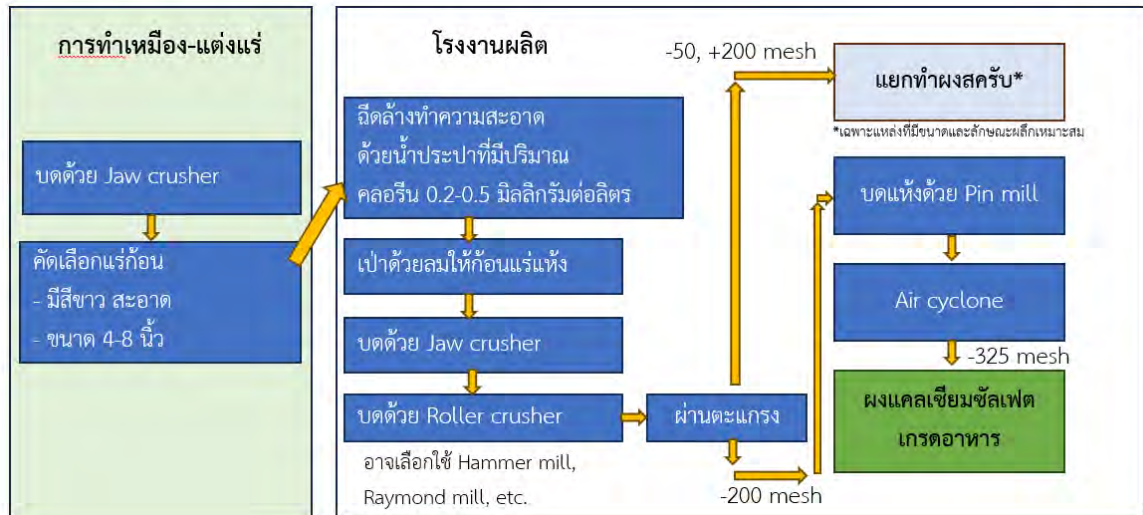 การทำเหมือง-แต่งแร่
บดด้วย Jaw crusher
คัดเลือกแร่ก้อน
- มีสีขาว สะอาด
- ขนาด 4-8 นิ้ว
โรงงานผลิต
ฉีดล้างทำความสะอาด
ด้วยน้ำประปาที่มีปริมาณ
คลอรีน 0.2-0.5 มิลลิกรัมต่อลิตร
เป่าด้วยลมให้ก้อนแร่แห้ง
บดด้วย Jaw crusher
บดด้วย Roller crusher
อาจเลือกใช้ Hammer mill,
Raymond mill, etc.
ผ่านตะแกรง
-50, +200 mesh
แยกทำผงสครับ*
*เฉพาะแหล่งที่มีขนาดและลักษณะผลึกเหมาะสม
-200 mesh
บดแห้งด้วย Pin mill
Air cyclone
-325 mesh
ผงแคลเซียมซัลเฟต
เกรดอาหาร